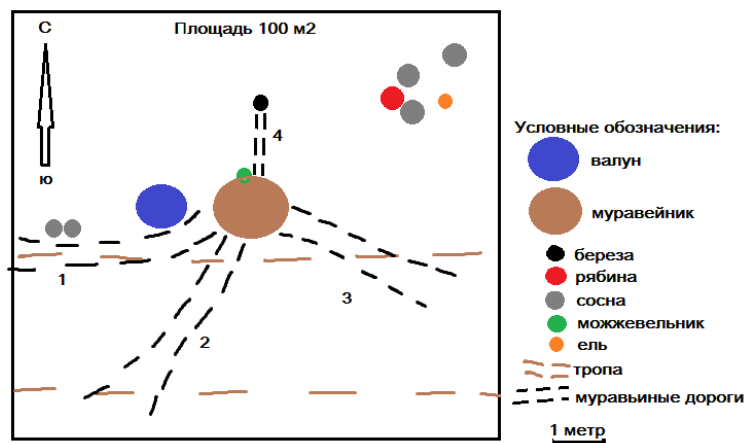 С
Площадь 100 м2
ю
4
1
2
3
Условные обозначения:
валун
муравейник
береза
рябина
сосна
можжевельник
ель
тропа
муравьиные дороги
1 метр